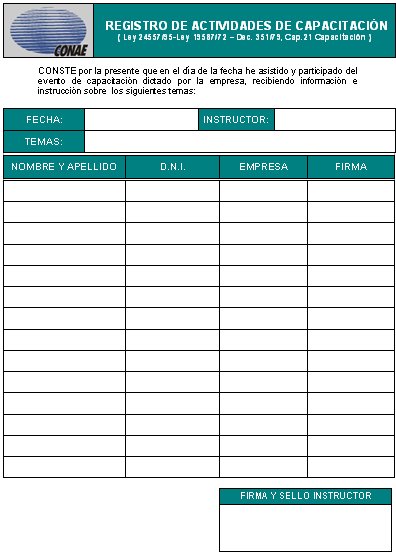 CONAE
REGISTRO DE ACTIVIDADES DE CAPACITACIÓN
( Ley 24557/95-Ley 19587/72 – Dec. 351/79, Cap.21 Capacitación )
CONSTE por la presente que en el día de la fecha he asistido y participado del
evento de capacitación dictado por la empresa, recibiendo información e
instrucción sobre los siguientes temas:
FECHA: INSTRUCTOR:
TEMAS:
NOMBRE Y APELLIDO D.N.I. EMPRESA FIRMA
FIRMA Y SELLO INSTRUCTOR